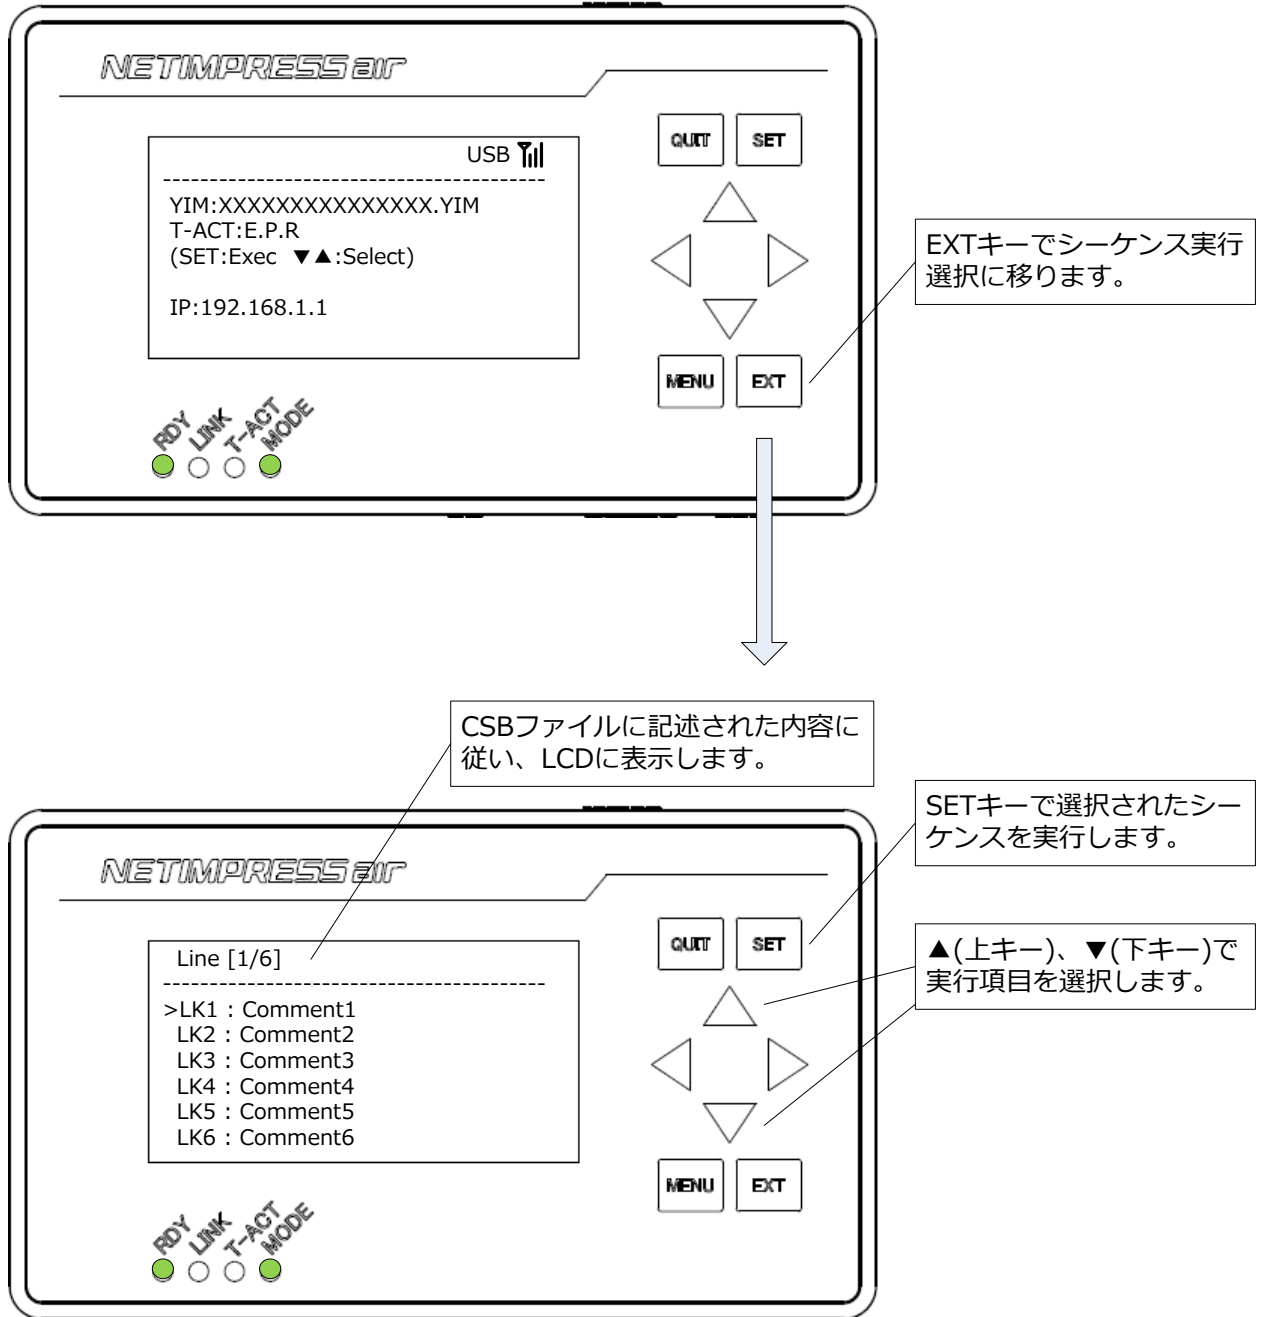 NETIMPRESS air
USB
----------------------------------------
YIM:XXXXXXXXXXXXXXX.YIM
T-ACT:E.P.R
(SET:Exec ▼▲:Select)
IP:192.168.1.1
QUIT SET
MENU EXT
RDY LINK T-ACT MODE
EXTキーでシーケンス実行
選択に移ります。
CSBファイルに記述された内容に
従い、LCDに表示します。
NETIMPRESS air
Line [1/6]
----------------------------------------
>LK1 : Comment1
LK2 : Comment2
LK3 : Comment3
LK4 : Comment4
LK5 : Comment5
LK6 : Comment6
QUIT SET
MENU EXT
RDY LINK T-ACT MODE
SETキーで選択されたシー
ケンスを実行します。
▲(上キー)、▼(下キー)で
実行項目を選択します。